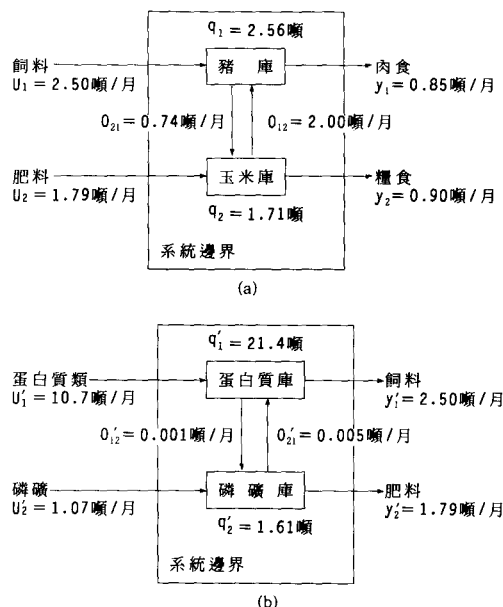 q₁ = 2.56噸
飼料
U₁ = 2.50噸/月
豬庫
肉食
y₁ = 0.85噸/月
O₂₁ = 0.74噸/月
O₁₂ = 2.00噸/月
肥料
U₂ = 1.79噸/月
玉米庫
糧食
y₂ = 0.90噸/月
q₂ = 1.71噸
系統邊界
(a)
q′₁ = 21.4噸
蛋白質類
U′₁ = 10.7噸/月
蛋白質庫
飼料
y′₁ = 2.50噸/月
O′₁₂ = 0.001噸/月
O′₂₁ = 0.005噸/月
磷礦
U′₂ = 1.07噸/月
磷礦庫
肥料
y′₂ = 1.79噸/月
q′₂ = 1.61噸
系統邊界
(b)